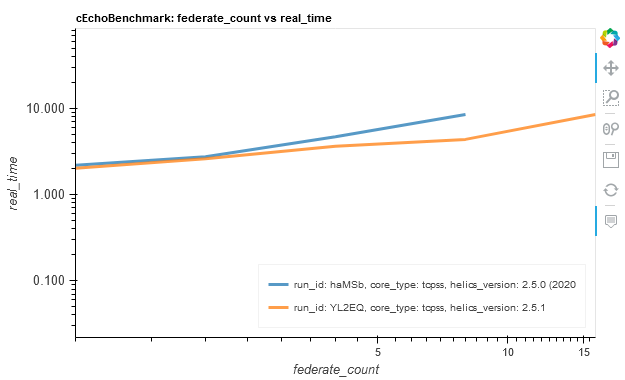 cEchoBenchmark: federate_count vs real_time
10.000
1.000
0.100
real_time
run_id: haMSb, core_type: tcpss, helics_version: 2.5.0 (2020
run_id: YL2EQ, core_type: tcpss, helics_version: 2.5.1
5
10
15
federate_count